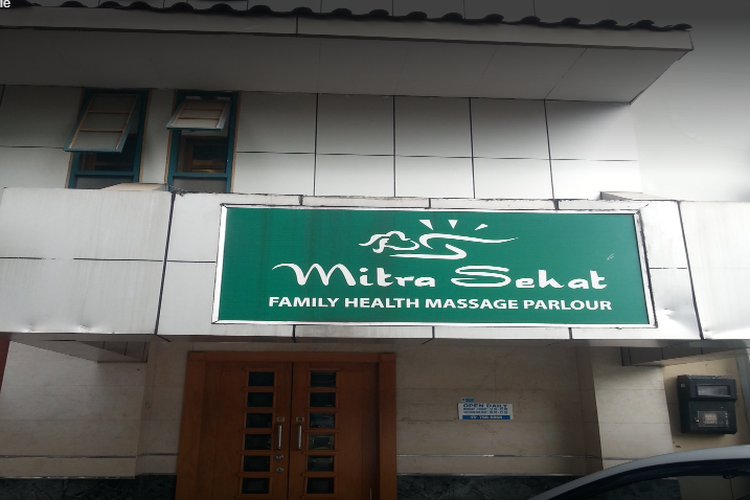 Mitra Sehat
FAMILY HEALTH MASSAGE PARLOUR
OPEN DAILY